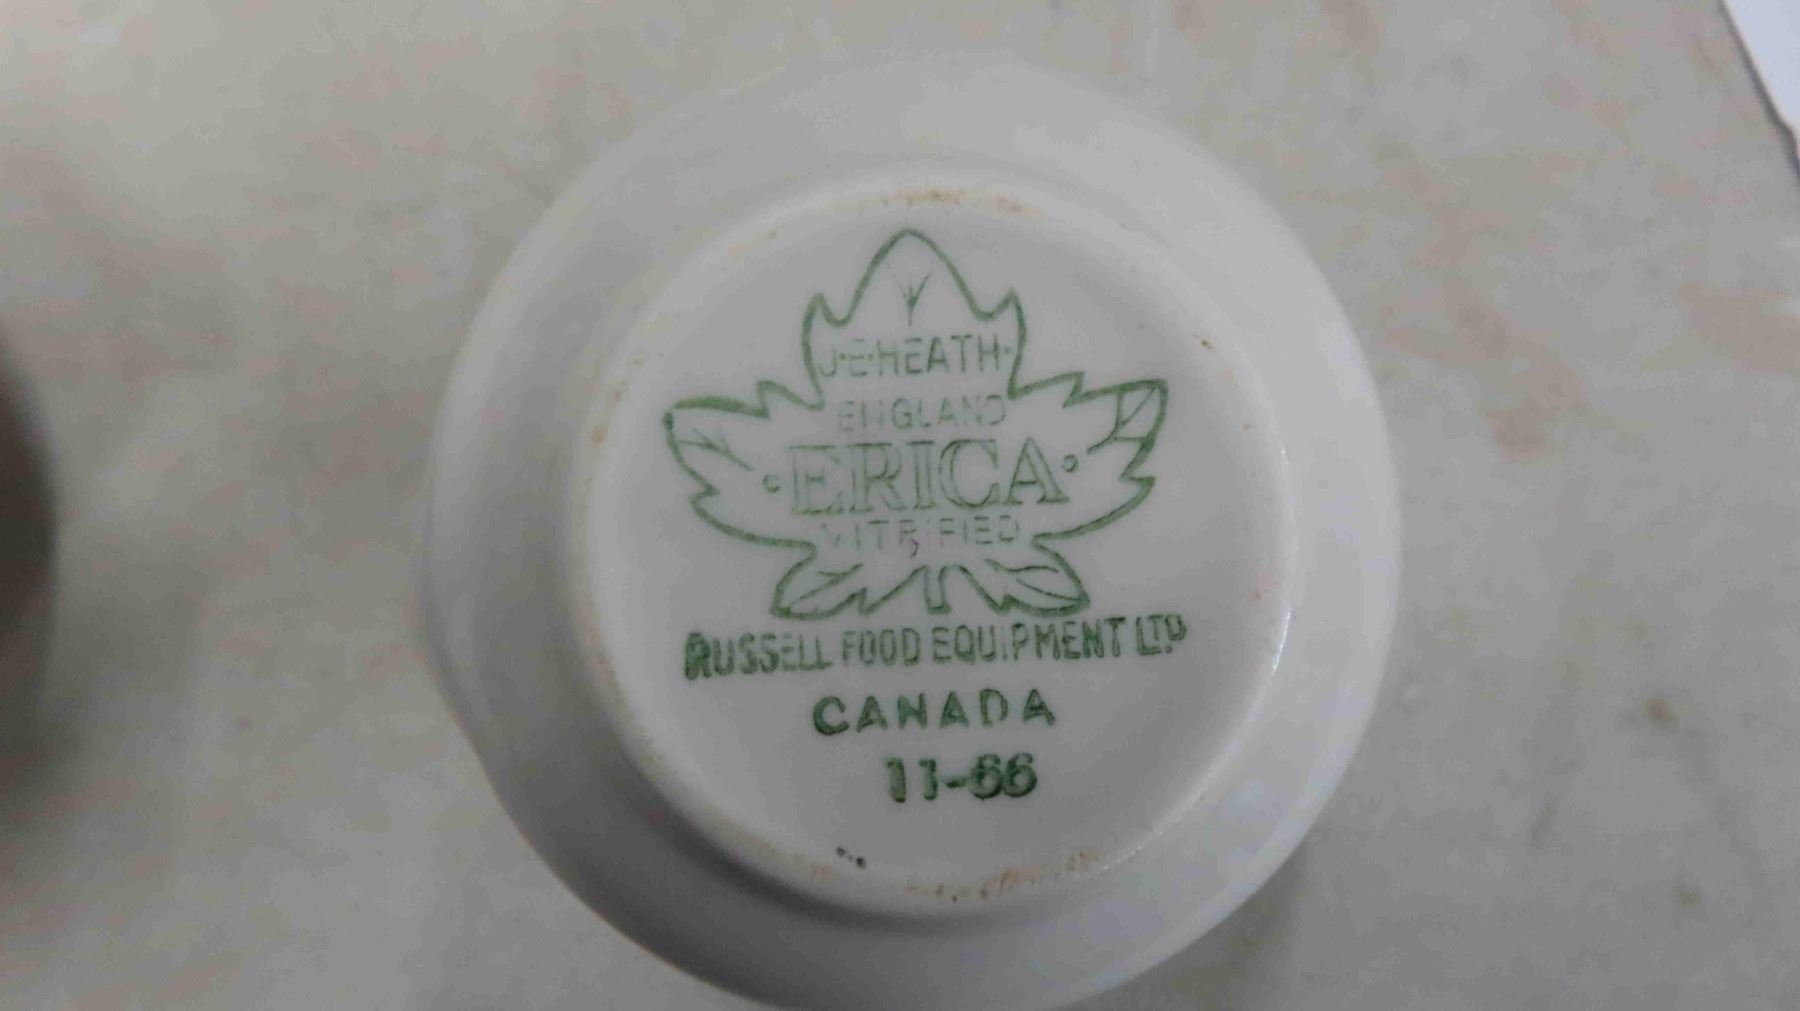 J·E·HEATH·
ENGLAND
·ERICA·
VITRIFIED
RUSSELL FOOD EQUIPMENT LTD
CANADA
11-66